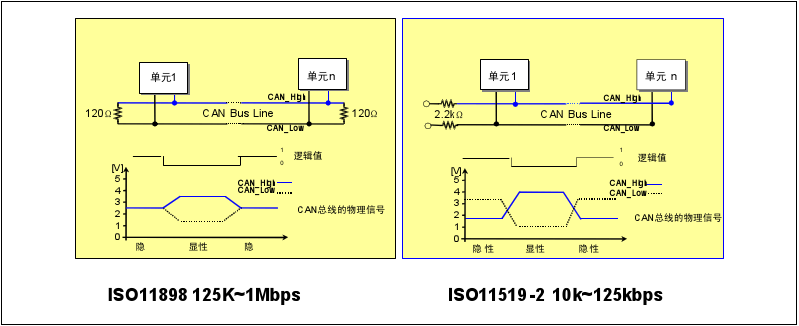 单元1
单元n
CAN_High
120Ω
CAN Bus Line
120Ω
CAN_Low
1
逻辑值
0
[V]
5
CAN_High
4
CAN_Low
3
2
CAN总线的物理信号
1
0
隐
显性
隐
ISO11898 125K~1Mbps
单元1
单元 n
CAN_High
2.2kΩ
CAN Bus Line
CAN_Low
1
逻辑值
0
[V]
5
CAN_High
4
CAN_Low
3
2
CAN总线的物理信号
1
0
隐 性
显性
隐性
ISO11519-2 10k~125kbps